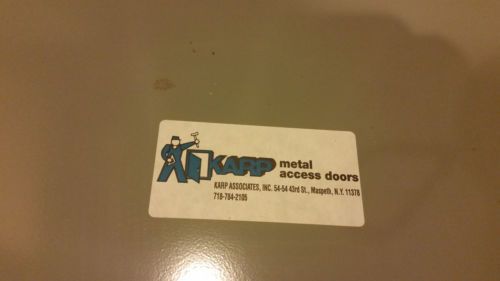 KARP metal
access doors
KARP ASSOCIATES, INC. 54-54 43rd St., Maspeth, N.Y. 11378
718-784-2105